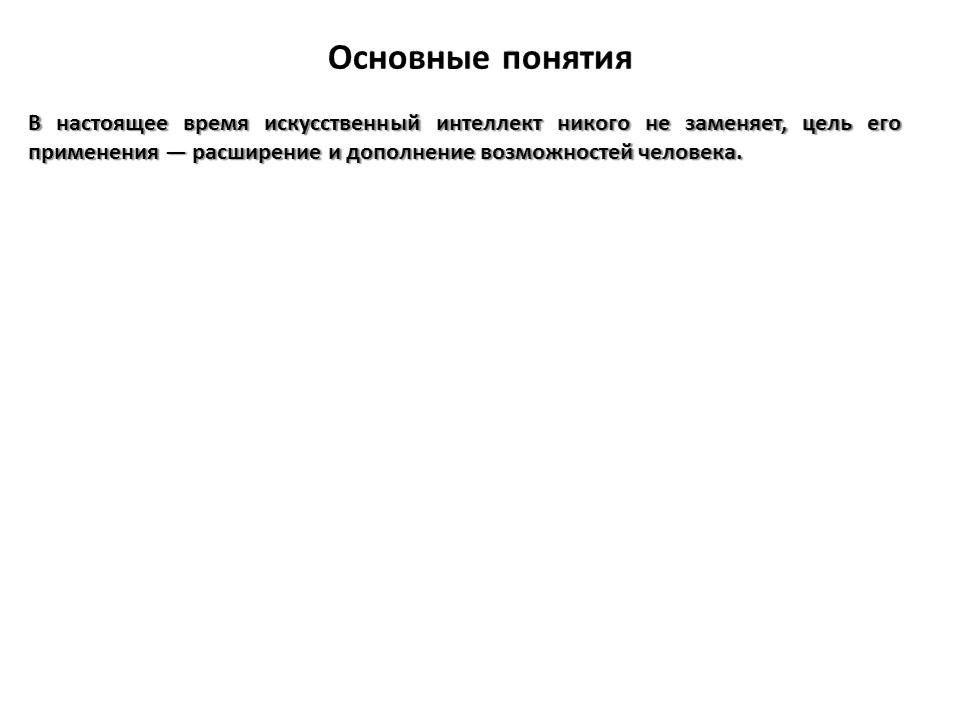 Основные понятия
В настоящее время искусственный интеллект никого не заменяет, цель его
применения — расширение и дополнение возможностей человека.